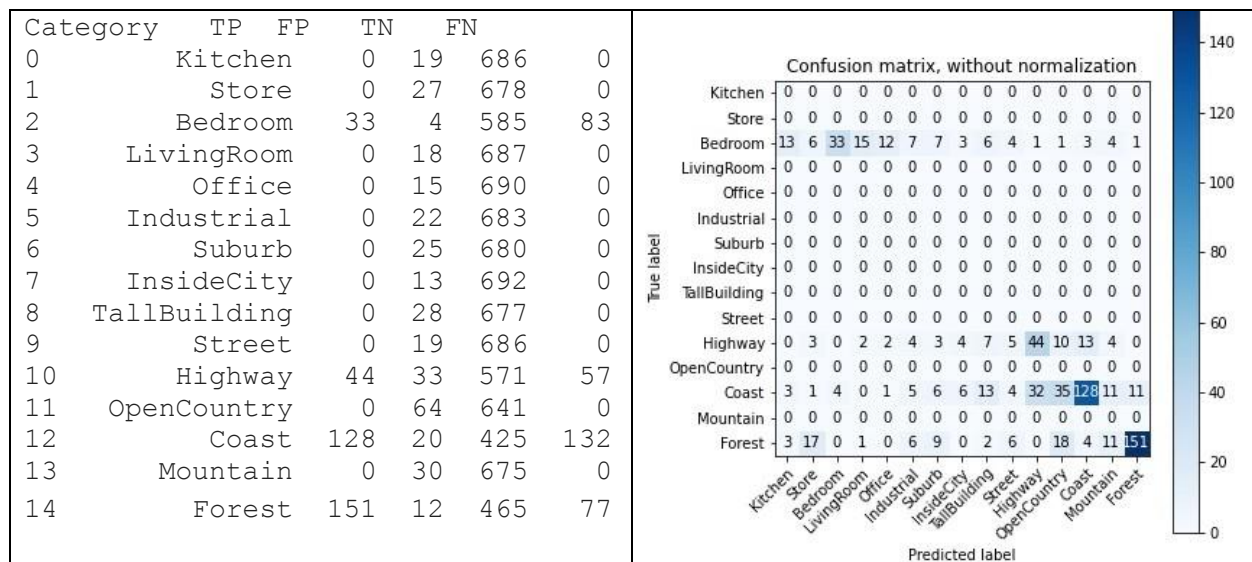 Category TP FP TN FN
0 Kitchen 0 19 686 0
1 Store 0 27 678 0
2 Bedroom 33 4 585 83
3 LivingRoom 0 18 687 0
4 Office 0 15 690 0
5 Industrial 0 22 683 0
6 Suburb 0 25 680 0
7 InsideCity 0 13 692 0
8 TallBuilding 0 28 677 0
9 Street 0 19 686 0
10 Highway 44 33 571 57
11 OpenCountry 0 64 641 0
12 Coast 128 20 425 132
13 Mountain 0 30 675 0
14 Forest 151 12 465 77
Confusion matrix, without normalization
True label
Kitchen 0 0 0 0 0 0 0 0 0 0 0 0 0 0 0
Store 0 0 0 0 0 0 0 0 0 0 0 0 0 0 0
Bedroom 13 6 33 15 12 7 7 3 6 4 1 1 3 4 1
LivingRoom 0 0 0 0 0 0 0 0 0 0 0 0 0 0 0
Office 0 0 0 0 0 0 0 0 0 0 0 0 0 0 0
Industrial 0 0 0 0 0 0 0 0 0 0 0 0 0 0 0
Suburb 0 0 0 0 0 0 0 0 0 0 0 0 0 0 0
InsideCity 0 0 0 0 0 0 0 0 0 0 0 0 0 0 0
TallBuilding 0 0 0 0 0 0 0 0 0 0 0 0 0 0 0
Street 0 0 0 0 0 0 0 0 0 0 0 0 0 0 0
Highway 0 3 0 2 2 4 3 4 7 5 44 10 13 4 0
OpenCountry 0 0 0 0 0 0 0 0 0 0 0 0 0 0 0
Coast 3 1 4 0 1 5 6 6 13 4 32 35 128 11 11
Mountain 0 0 0 0 0 0 0 0 0 0 0 0 0 0 0
Forest 3 17 0 1 0 6 9 0 2 6 0 18 4 11 151
Kitchen Store Bedroom LivingRoom Office Industrial Suburb InsideCity TallBuilding Street Highway OpenCountry Coast Mountain Forest
Predicted label
140
120
100
80
60
40
20
0